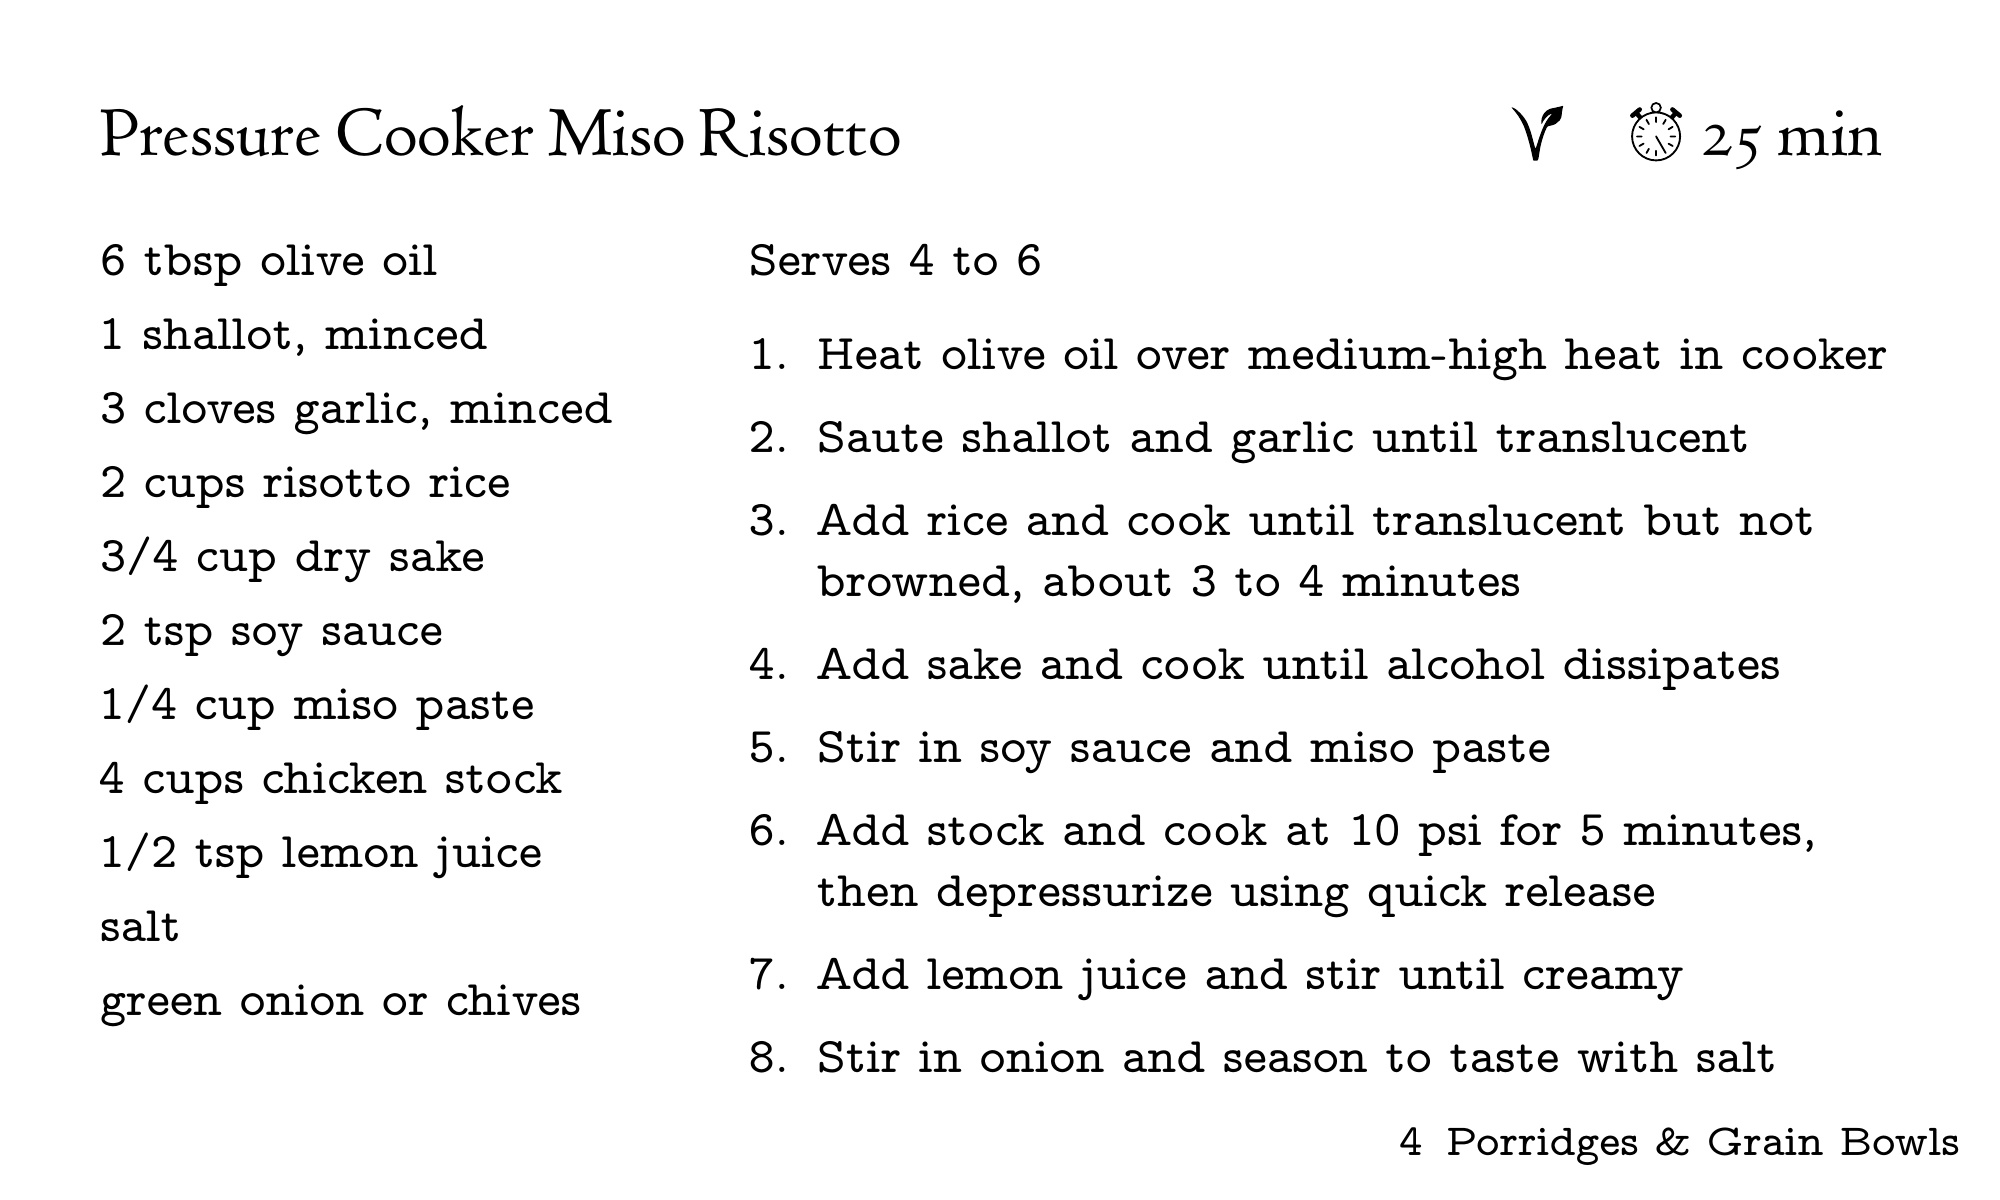 Pressure Cooker Miso Risotto
25 min
6 tbsp olive oil
1 shallot, minced
3 cloves garlic, minced
2 cups risotto rice
3/4 cup dry sake
2 tsp soy sauce
1/4 cup miso paste
4 cups chicken stock
1/2 tsp lemon juice
salt
green onion or chives
Serves 4 to 6
1. Heat olive oil over medium-high heat in cooker
2. Saute shallot and garlic until translucent
3. Add rice and cook until translucent but not
browned, about 3 to 4 minutes
4. Add sake and cook until alcohol dissipates
5. Stir in soy sauce and miso paste
6. Add stock and cook at 10 psi for 5 minutes,
then depressurize using quick release
7. Add lemon juice and stir until creamy
8. Stir in onion and season to taste with salt
4 Porridges & Grain Bowls